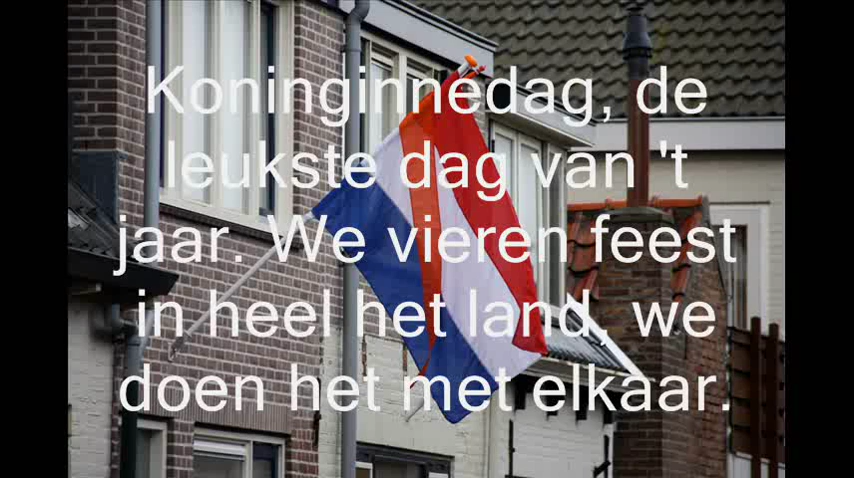 Koninginnedag, de
leukste dag van 't
jaar. We vieren feest
in heel het land, we
doen het met elkaar.